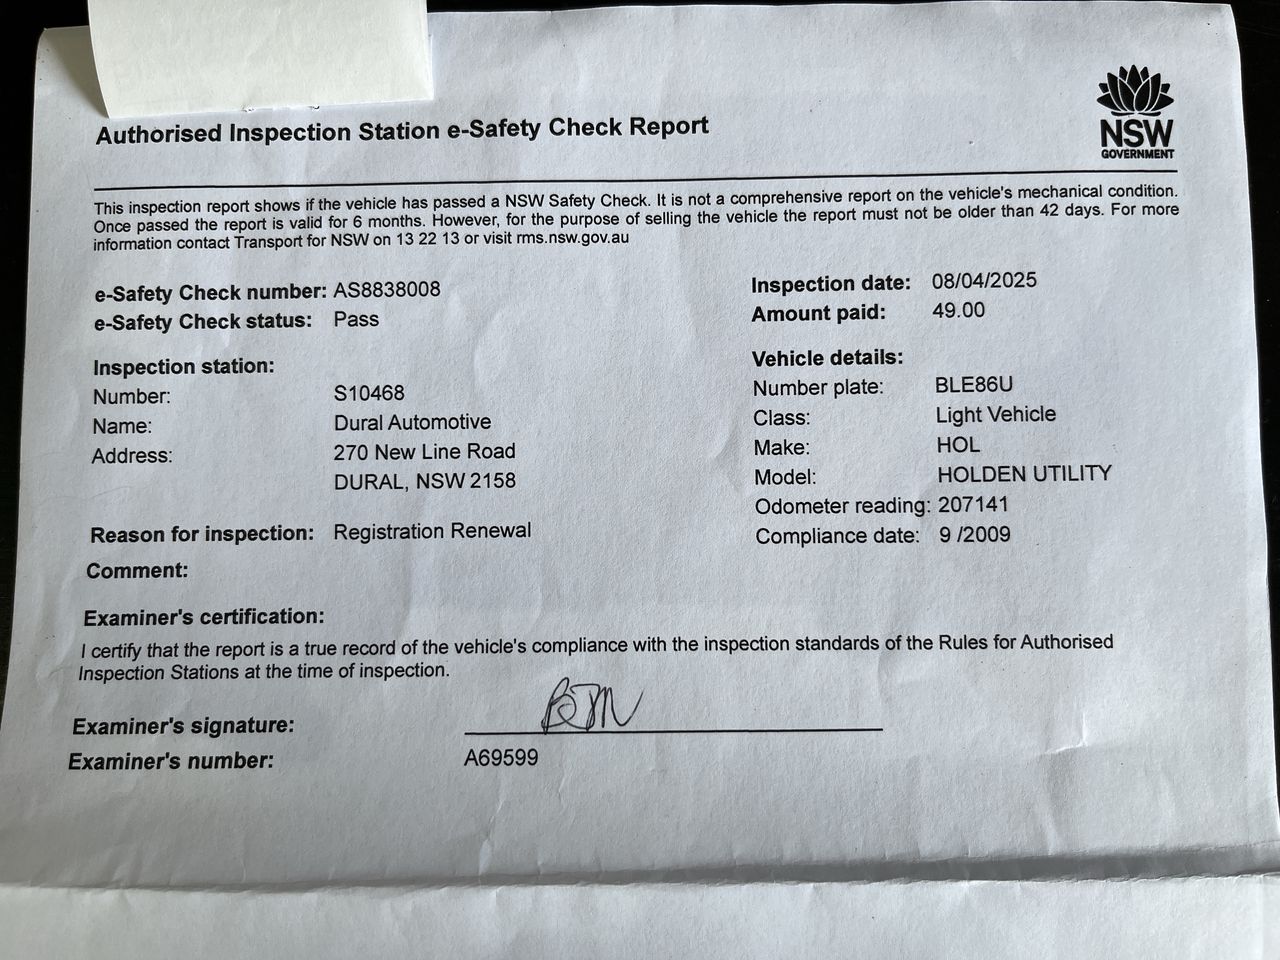 Authorised Inspection Station e-Safety Check Report
NSW
GOVERNMENT
This inspection report shows if the vehicle has passed a NSW Safety Check. It is not a comprehensive report on the vehicle's mechanical condition.
Once passed the report is valid for 6 months. However, for the purpose of selling the vehicle the report must not be older than 42 days. For more
information contact Transport for NSW on 13 22 13 or visit rms.nsw.gov.au
e-Safety Check number: AS8838008
e-Safety Check status: Pass
Inspection date: 08/04/2025
Amount paid: 49.00
Inspection station:
Number: S10468
Name: Dural Automotive
Address: 270 New Line Road
DURAL, NSW 2158
Vehicle details:
Number plate: BLE86U
Class: Light Vehicle
Make: HOL
Model: HOLDEN UTILITY
Odometer reading: 207141
Compliance date: 9 /2009
Reason for inspection: Registration Renewal
Comment:
Examiner's certification:
I certify that the report is a true record of the vehicle's compliance with the inspection standards of the Rules for Authorised
Inspection Stations at the time of inspection.
Examiner's signature:
Examiner's number: A69599